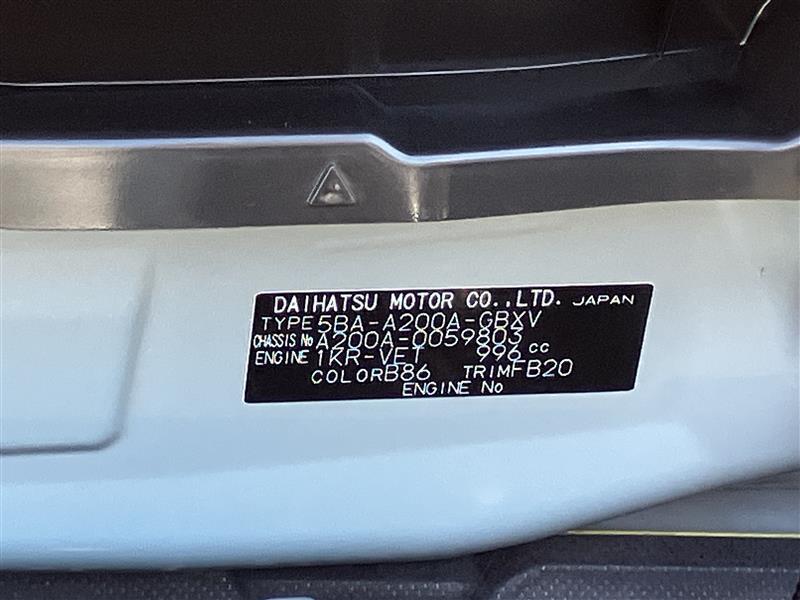 DAIHATSU MOTOR CO.,LTD. JAPAN
TYPE 5BA-A200A-GBXV
CHASSIS No A200A-0059803
ENGINE 1KR-VET 996 CC
COLOR B86 TRIM FB20
ENGINE No